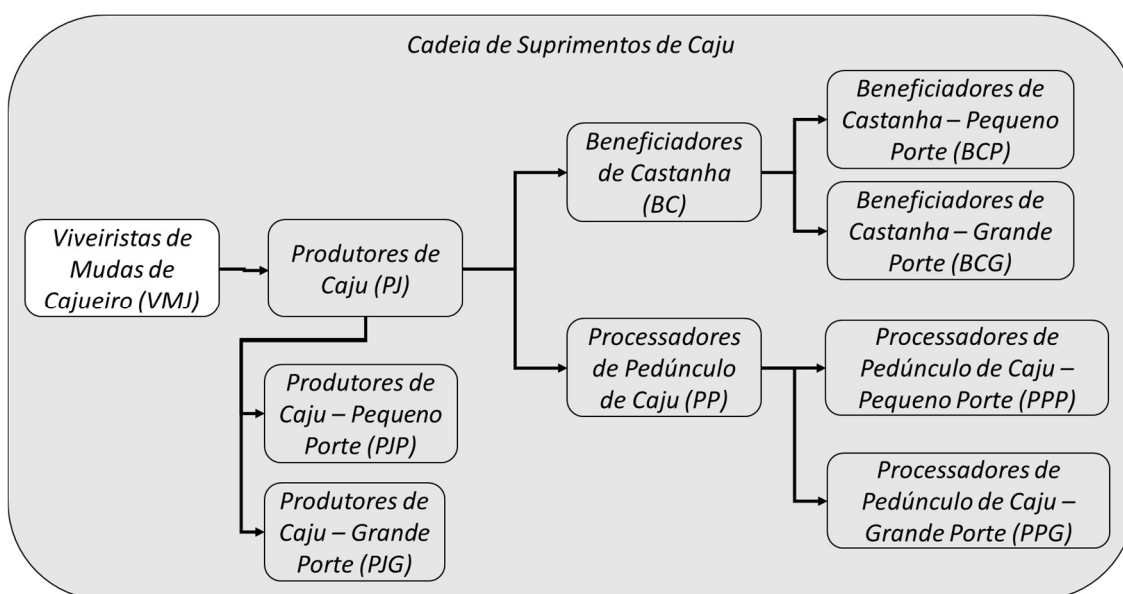 Cadeia de Suprimentos de Caju
Viveiristas de
Mudas de
Cajueiro (VMJ)
Produtores de
Caju (PJ)
Produtores de
Caju – Pequeno
Porte (PJP)
Produtores de
Caju – Grande
Porte (PJG)
Beneficiadores
de Castanha
(BC)
Beneficiadores de
Castanha – Pequeno
Porte (BCP)
Beneficiadores de
Castanha – Grande
Porte (BCG)
Processadores
de Pedúnculo
de Caju (PP)
Processadores de
Pedúnculo de Caju –
Pequeno Porte (PPP)
Processadores de
Pedúnculo de Caju –
Grande Porte (PPG)